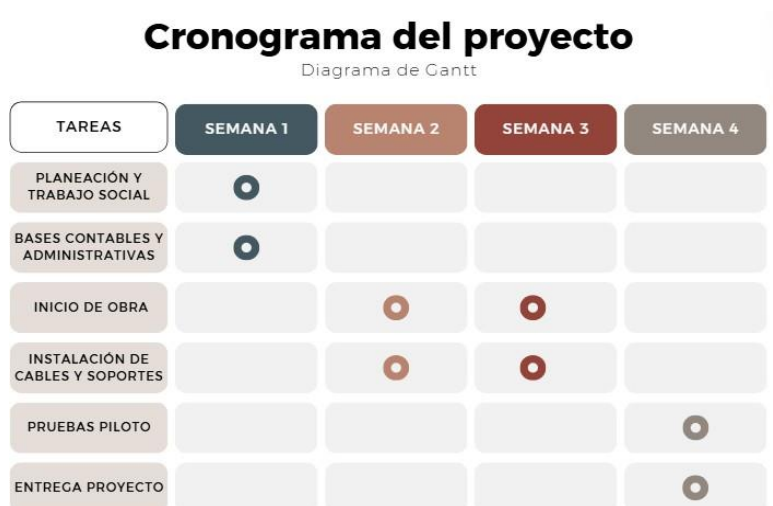 Cronograma del proyecto
Diagrama de Gantt
TAREAS
SEMANA 1
SEMANA 2
SEMANA 3
SEMANA 4
PLANEACIÓN Y
TRABAJO SOCIAL
BASES CONTABLES Y
ADMINISTRATIVAS
INICIO DE OBRA
INSTALACIÓN DE
CABLES Y SOPORTES
PRUEBAS PILOTO
ENTREGA PROYECTO